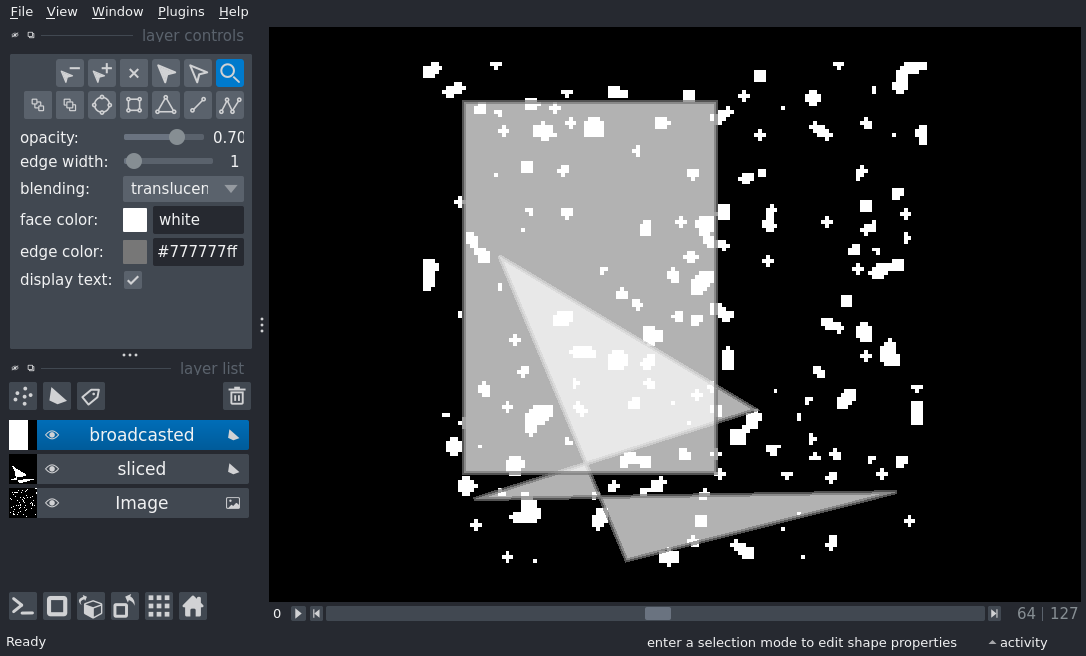 File View Window Plugins Help
layer controls
opacity: 0.70
edge width: 1
blending: translucen
face color: white
edge color: #777777ff
display text:
layer list
broadcasted
sliced
Image
0 64 | 127
Ready enter a selection mode to edit shape properties activity